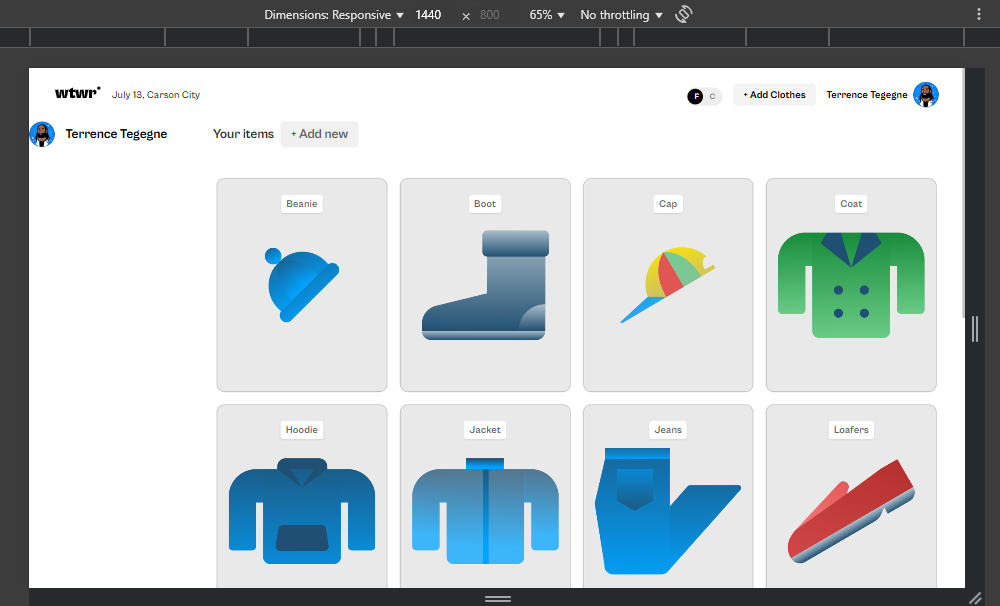 Dimensions: Responsive 1440 × 800 65% No throttling
wtwr° July 13, Carson City F C + Add Clothes Terrence Tegegne
Terrence Tegegne Your items + Add new
Beanie Boot Cap Coat
Hoodie Jacket Jeans Loafers